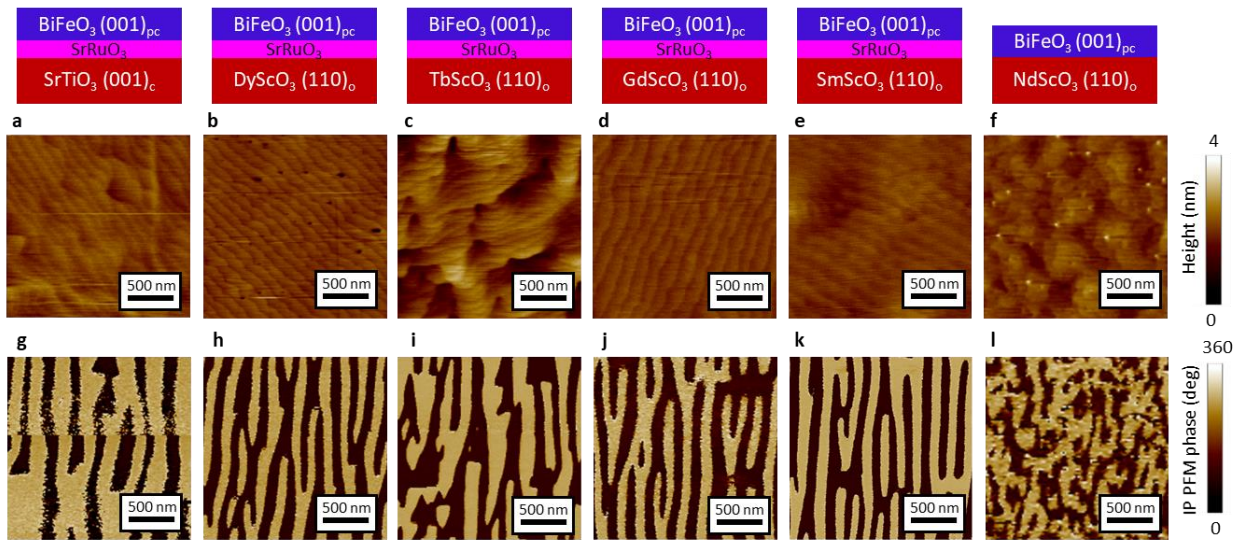 BiFeO₃ (001)pc BiFeO₃ (001)pc BiFeO₃ (001)pc BiFeO₃ (001)pc BiFeO₃ (001)pc
SrRuO₃ SrRuO₃ SrRuO₃ SrRuO₃ SrRuO₃ BiFeO₃ (001)pc
SrTiO₃ (001)c DyScO₃ (110)o TbScO₃ (110)o GdScO₃ (110)o SmScO₃ (110)o NdScO₃ (110)o
a b c d e f
4
Height (nm)
500 nm 500 nm 500 nm 500 nm 500 nm 500 nm
0
g h i j k l
360
IP PFM phase (deg)
500 nm 500 nm 500 nm 500 nm 500 nm 500 nm
0